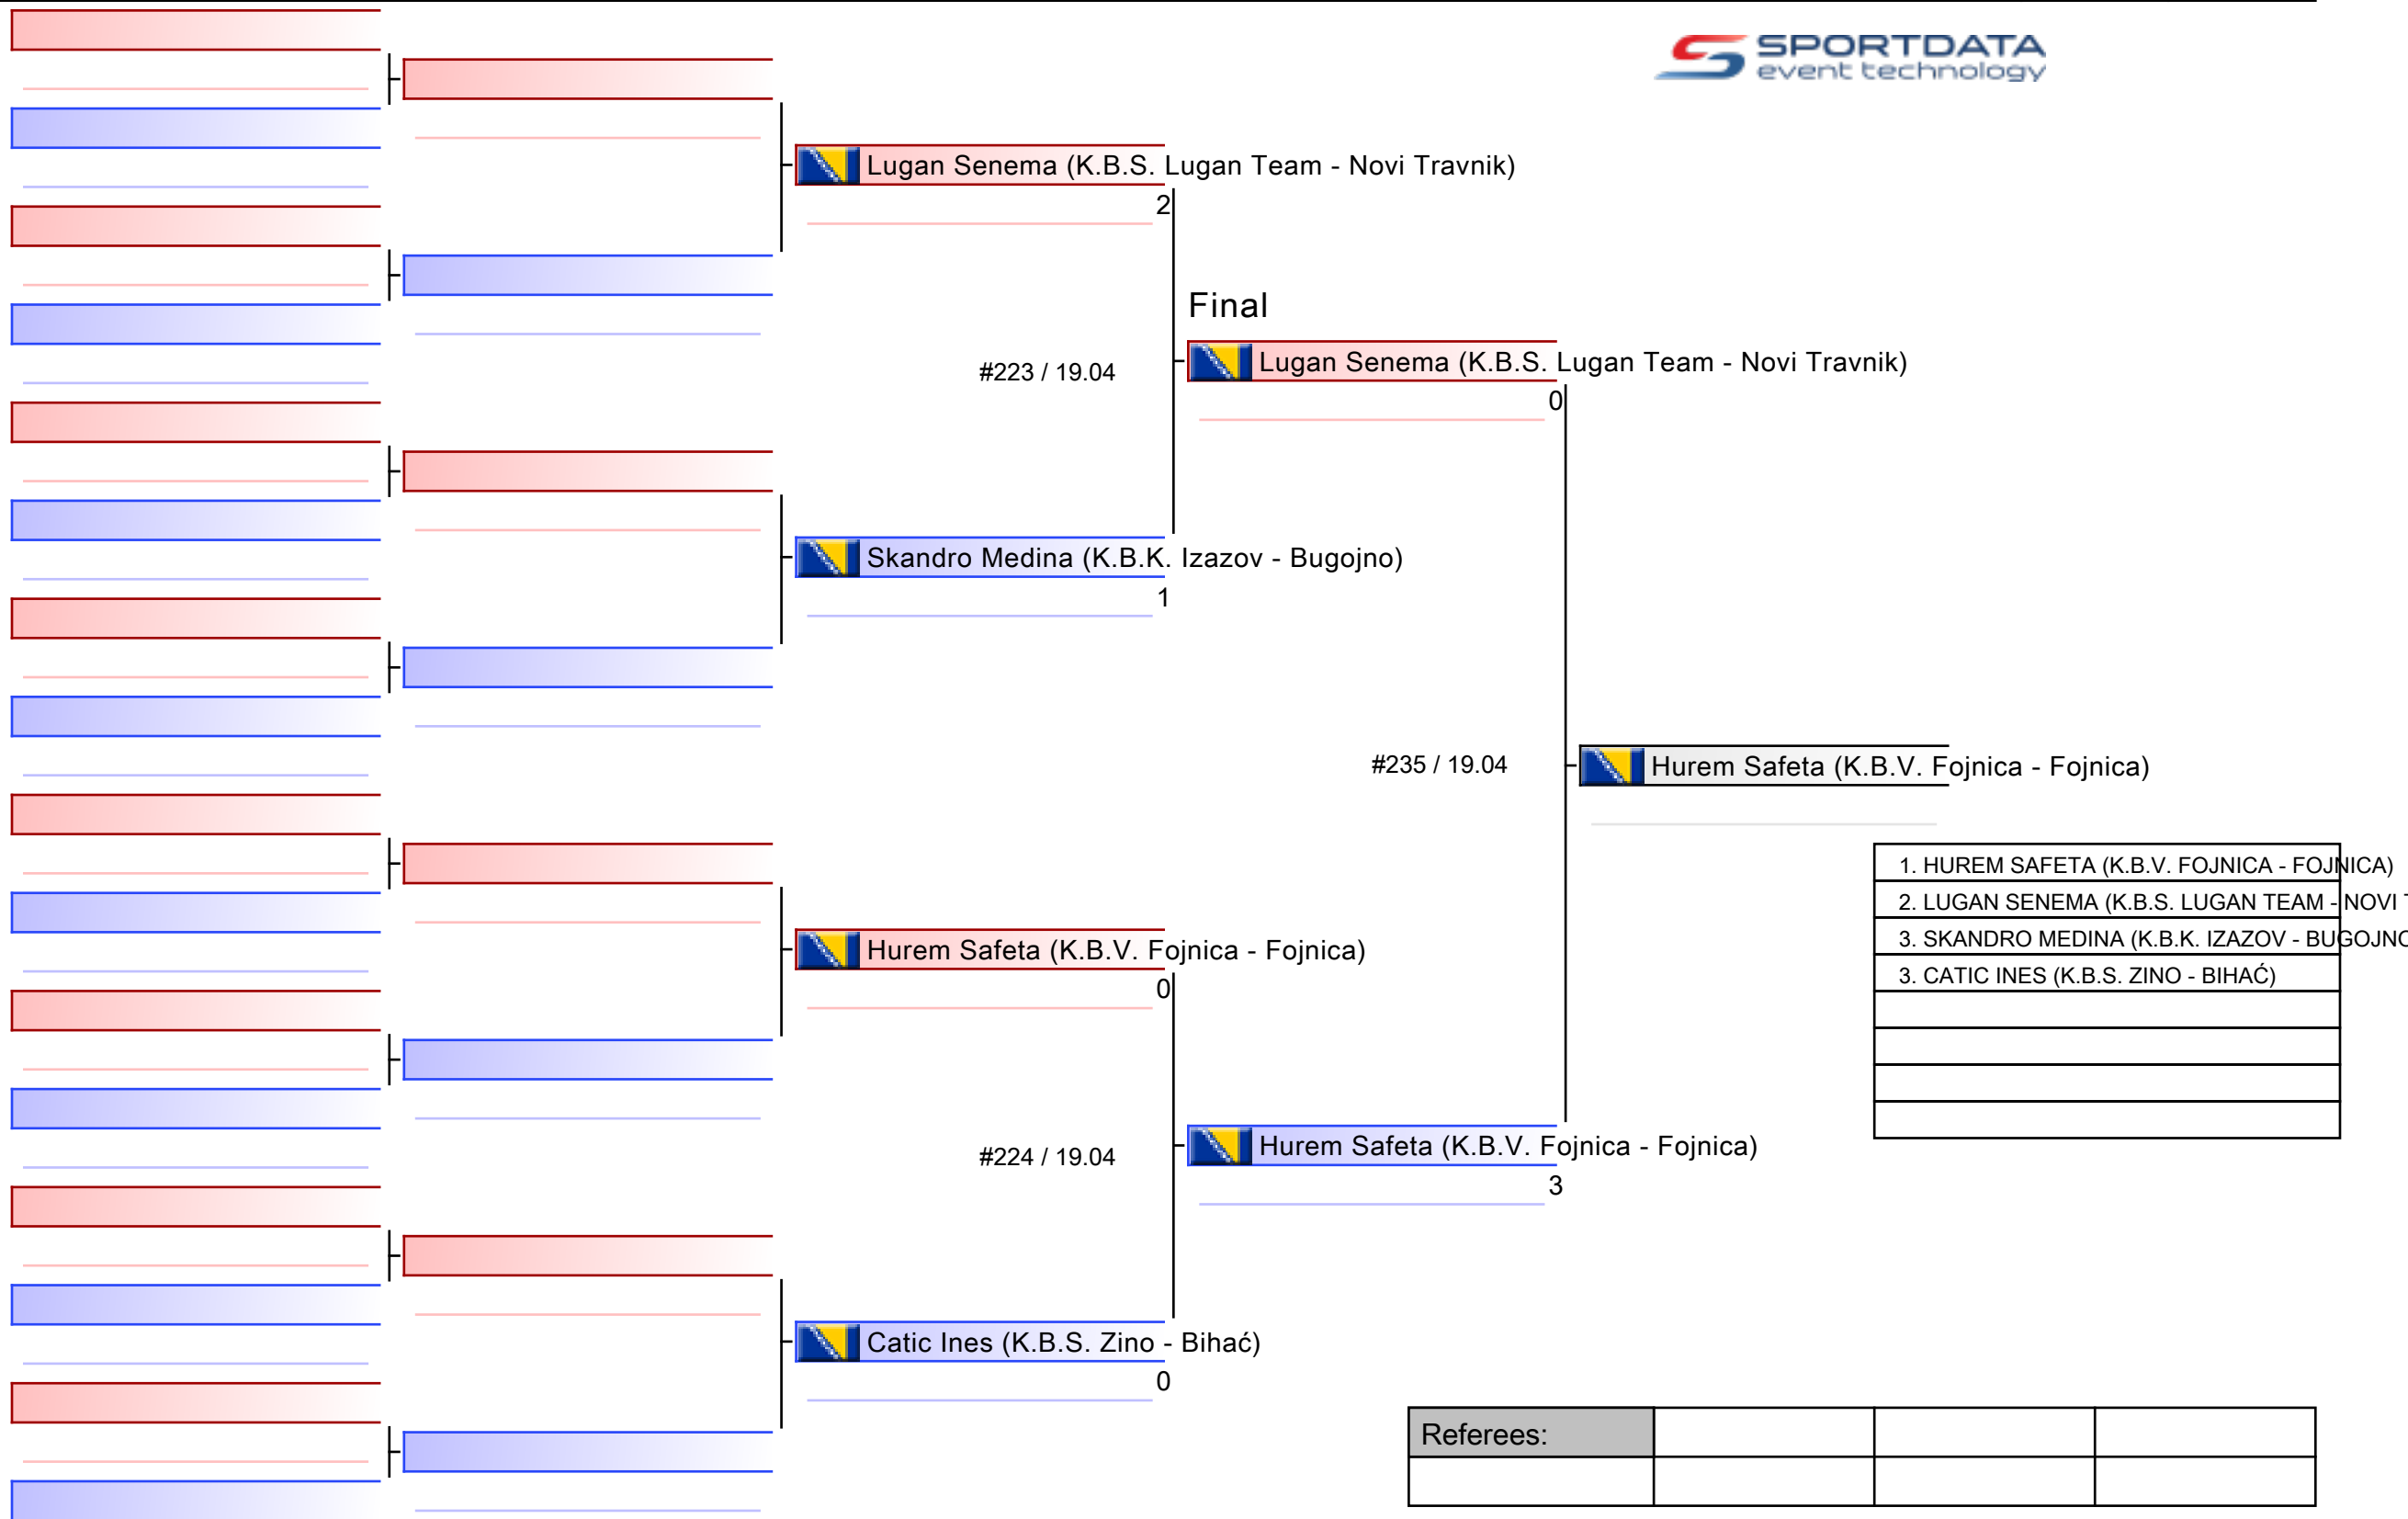 SPORTDATA
event technology
Lugan Senema (K.B.S. Lugan Team - Novi Travnik)
2
Final
#223 / 19.04
Lugan Senema (K.B.S. Lugan Team - Novi Travnik)
0
Skandro Medina (K.B.K. Izazov - Bugojno)
1
#235 / 19.04
Hurem Safeta (K.B.V. Fojnica - Fojnica)
1. HUREM SAFETA (K.B.V. FOJNICA - FOJNICA)
2. LUGAN SENEMA (K.B.S. LUGAN TEAM - NOVI
3. SKANDRO MEDINA (K.B.K. IZAZOV - BUGOJNO
3. CATIC INES (K.B.S. ZINO - BIHAĆ)
Hurem Safeta (K.B.V. Fojnica - Fojnica)
0
#224 / 19.04
Hurem Safeta (K.B.V. Fojnica - Fojnica)
3
Catic Ines (K.B.S. Zino - Bihać)
0
Referees: